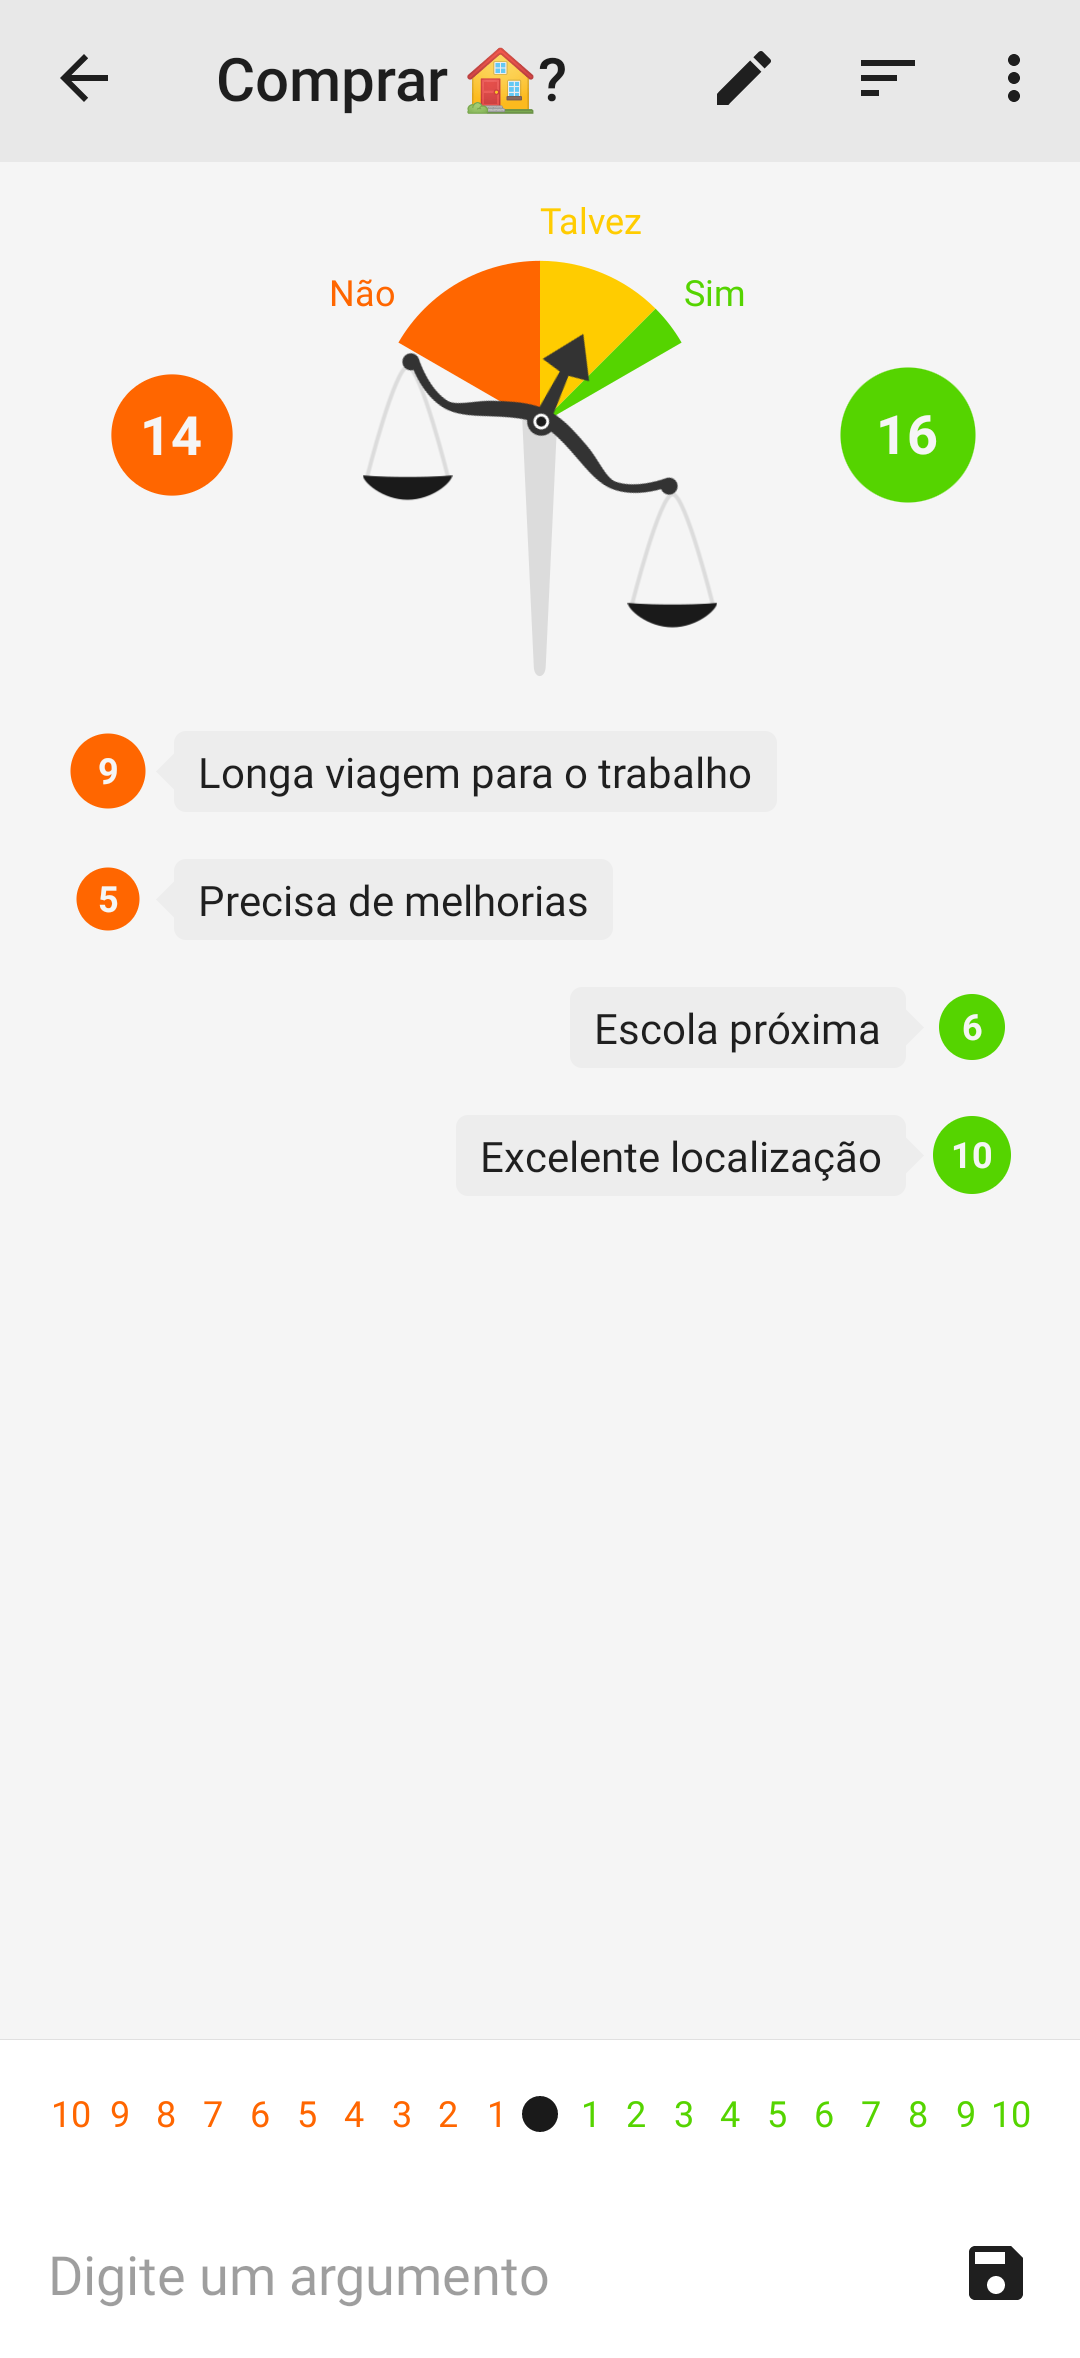 Comprar 🏡?
Talvez
Não
Sim
14
16
9 Longa viagem para o trabalho
5 Precisa de melhorias
Escola próxima 6
Excelente localização 10
10 9 8 7 6 5 4 3 2 1 1 2 3 4 5 6 7 8 9 10
Digite um argumento